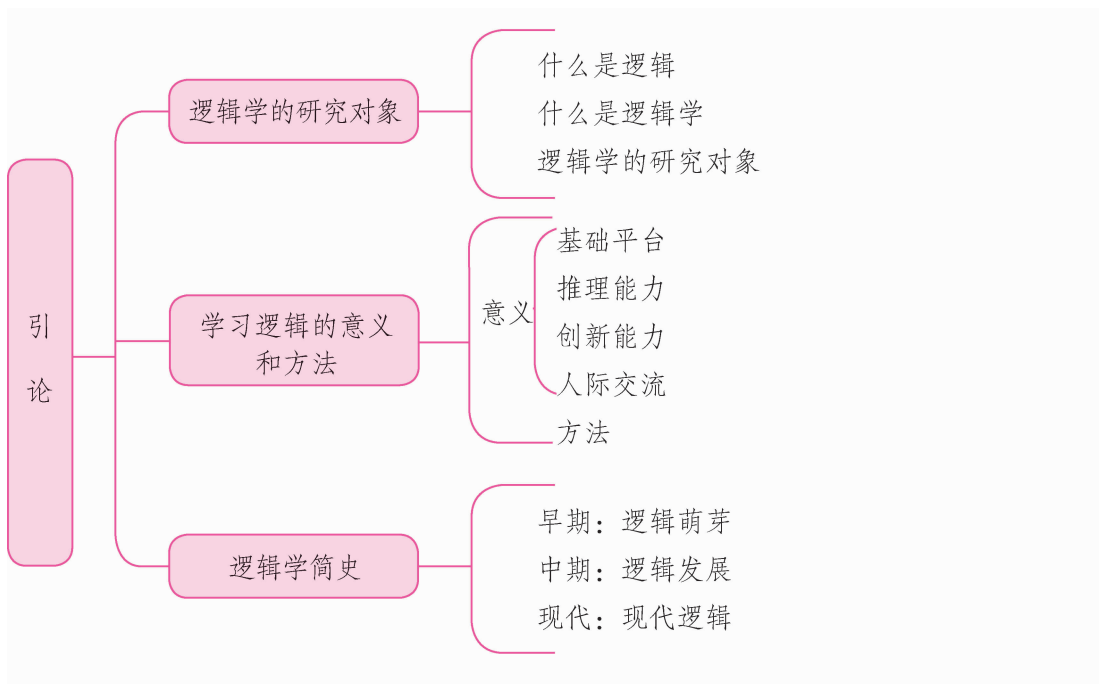 引
论
逻辑学的研究对象
什么是逻辑
什么是逻辑学
逻辑学的研究对象
学习逻辑的意义
和方法
意义
基础平台
推理能力
创新能力
人际交流
方法
逻辑学简史
早期：逻辑萌芽
中期：逻辑发展
现代：现代逻辑